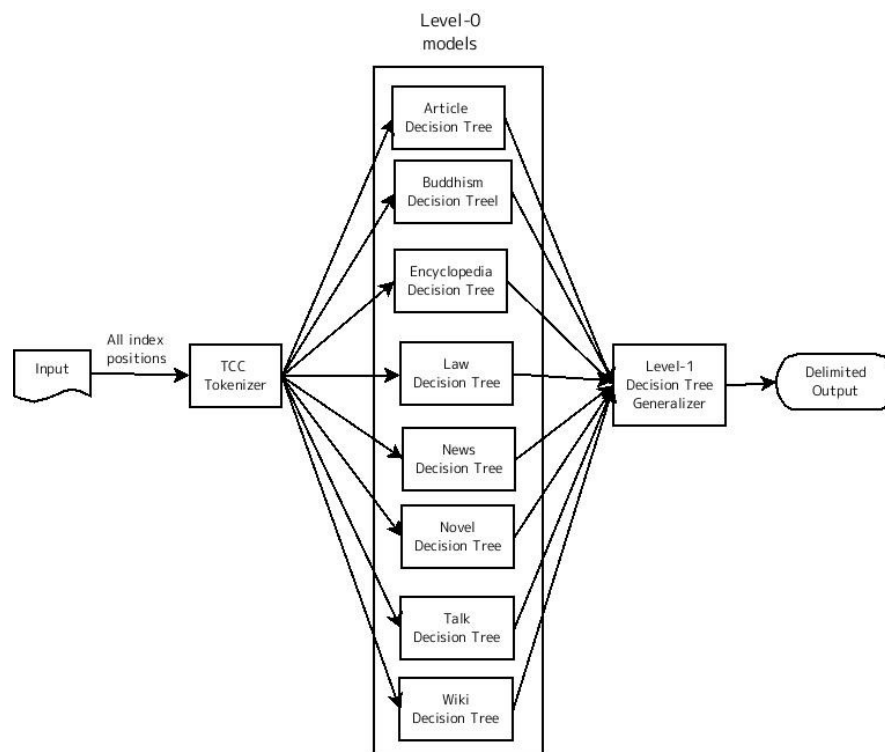 Level-0
models
Article
Decision Tree
Buddhism
Decision Treel
Encyclopedia
Decision Tree
All index
positions
Input
TCC
Tokenizer
Law
Decision Tree
Level-1
Decision Tree
Generalizer
Delimited
Output
News
Decision Tree
Novel
Decision Tree
Talk
Decision Tree
Wiki
Decision Tree